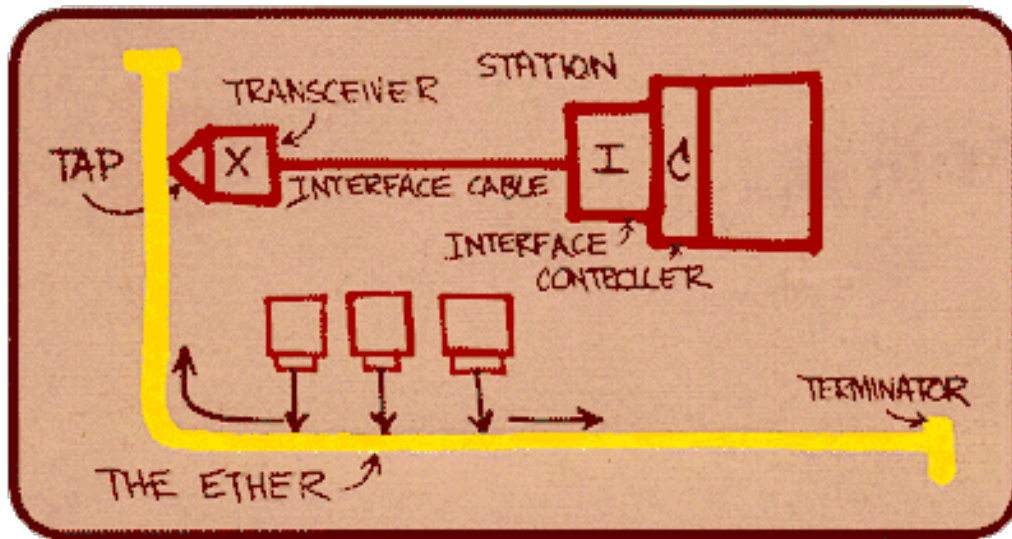 STATION
TRANSCEIVER
TAP
X
I
C
INTERFACE CABLE
INTERFACE
CONTROLLER
TERMINATOR
THE ETHER